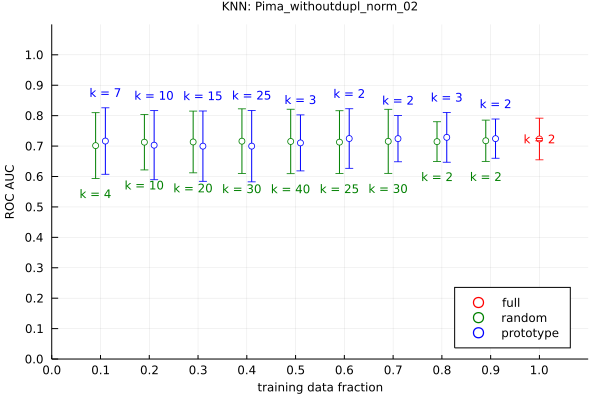 KNN: Pima_withoutdupl_norm_02
ROC AUC
1.0
0.9
0.8
0.7
0.6
0.5
0.4
0.3
0.2
0.1
0.0
k = 7
k = 10
k = 15
k = 25
k = 3
k = 2
k = 2
k = 3
k = 2
k = 2
k = 4
k = 10
k = 20
k = 30
k = 40
k = 25
k = 30
k = 2
k = 2
full
random
prototype
0.0 0.1 0.2 0.3 0.4 0.5 0.6 0.7 0.8 0.9 1.0
training data fraction